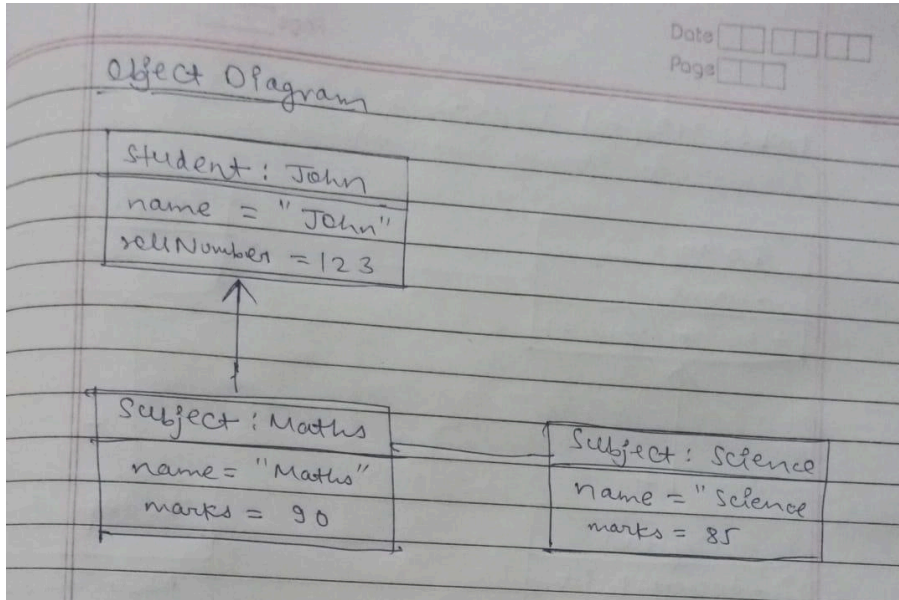 Date
Page
Object Diagram
student : John
name = "John"
rollNumber = 123
Subject : Maths
name = "Maths"
marks = 90
Subject : Science
name = "Science
marks = 85